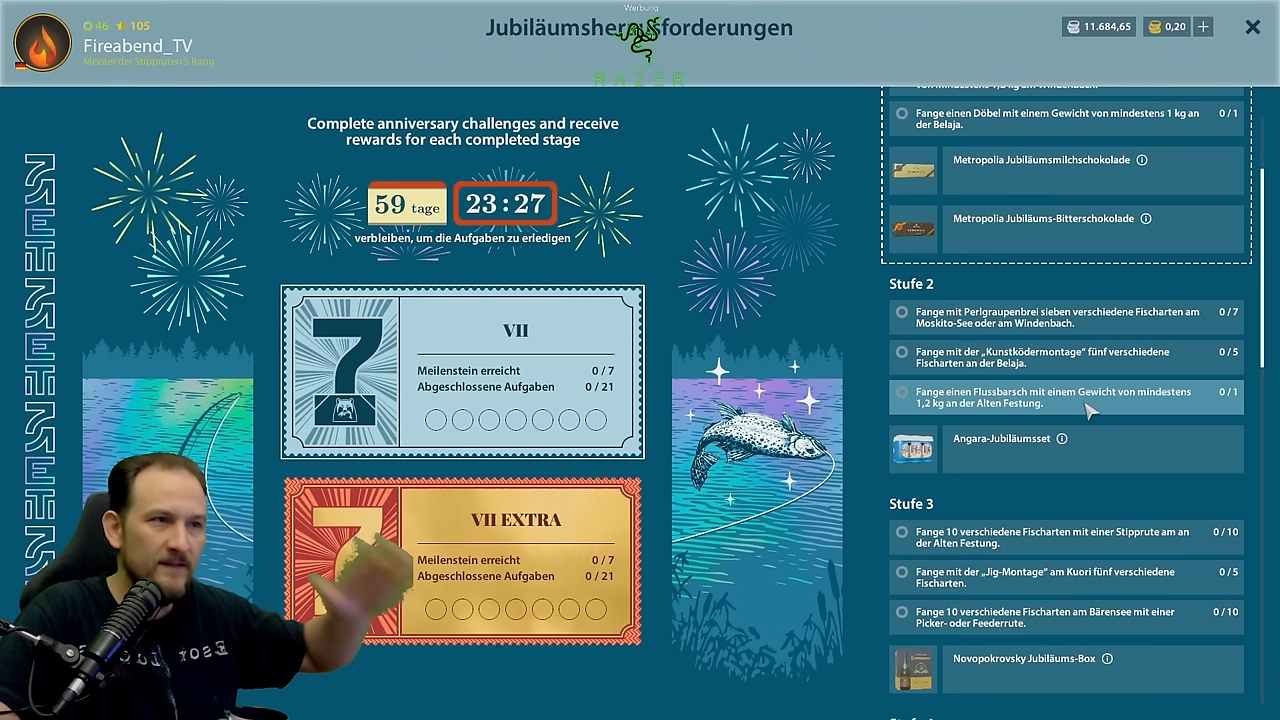 Werbung
Jubiläumsherausforderungen
46 105
Fireabend_TV
Meister der Stippruten 5 Rang
RAZER
11.684,65
0,20
Complete anniversary challenges and receive
rewards for each completed stage
59 tage
23:27
verbleiben, um die Aufgaben zu erledigen
7
VII
Meilenstein erreicht 0 / 7
Abgeschlossene Aufgaben 0 / 21
VII EXTRA
Meilenstein erreicht 0 / 7
Abgeschlossene Aufgaben 0 / 21
Fange einen Döbel mit einem Gewicht von mindestens 1 kg an 0 / 1
der Belaja.
Metropolia Jubiläumsmilchschokolade
Metropolia Jubiläums-Bitterschokolade
Stufe 2
Fange mit Perlgraupenbrei sieben verschiedene Fischarten am 0 / 7
Moskito-See oder am Windenbach.
Fange mit der „Kunstködermontage" fünf verschiedene 0 / 5
Fischarten an der Belaja.
Fange einen Flussbarsch mit einem Gewicht von mindestens 0 / 1
1,2 kg an der Alten Festung.
Angara-Jubiläumsset
Stufe 3
Fange 10 verschiedene Fischarten mit einer Stipprute am an 0 / 10
der Alten Festung.
Fange mit der „Jig-Montage" am Kuori fünf verschiedene 0 / 5
Fischarten.
Fange 10 verschiedene Fischarten am Bärensee mit einer 0 / 10
Picker- oder Feederrute.
Novopokrovsky Jubiläums-Box